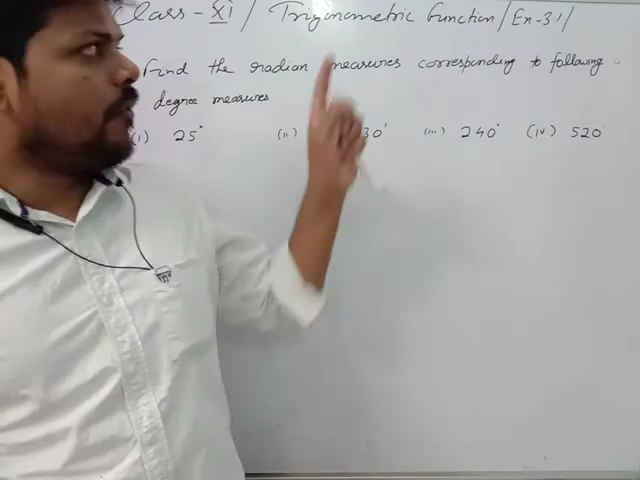 Class - XI / Trigonometric Function / Ex-3.1 /
Find the radian measures corresponding to following
degree measures
(i) 25° (ii) 30' (iii) 240° (iv) 520